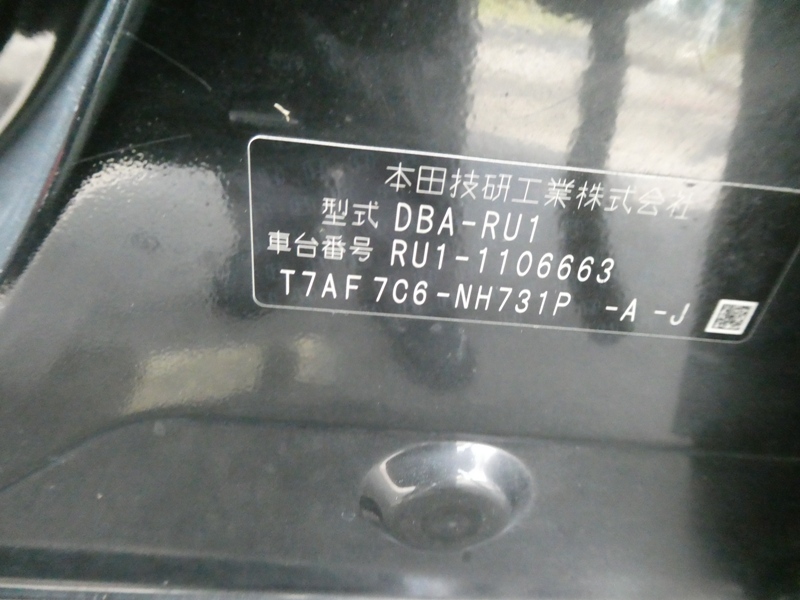 本田技研工業株式会社
型式 DBA-RU1
車台番号 RU1-1106663
T7AF 7C6-NH731P -A -J